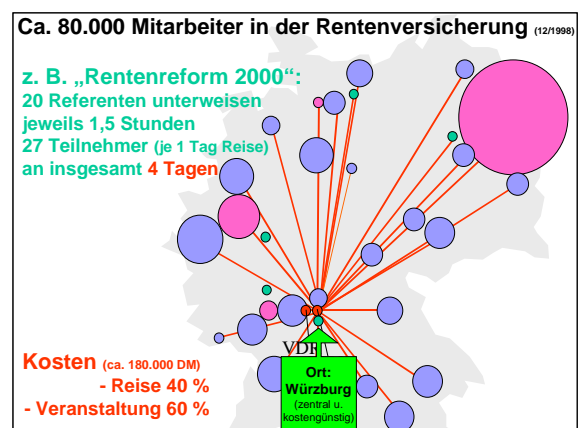 Ca. 80.000 Mitarbeiter in der Rentenversicherung (12/1998)
z. B. „Rentenreform 2000“:
20 Referenten unterweisen
jeweils 1,5 Stunden
27 Teilnehmer (je 1 Tag Reise)
an insgesamt 4 Tagen
Kosten (ca. 180.000 DM)
- Reise 40 %
- Veranstaltung 60 %
VDR
Ort:
Würzburg
(zentral u.
kostengünstig)